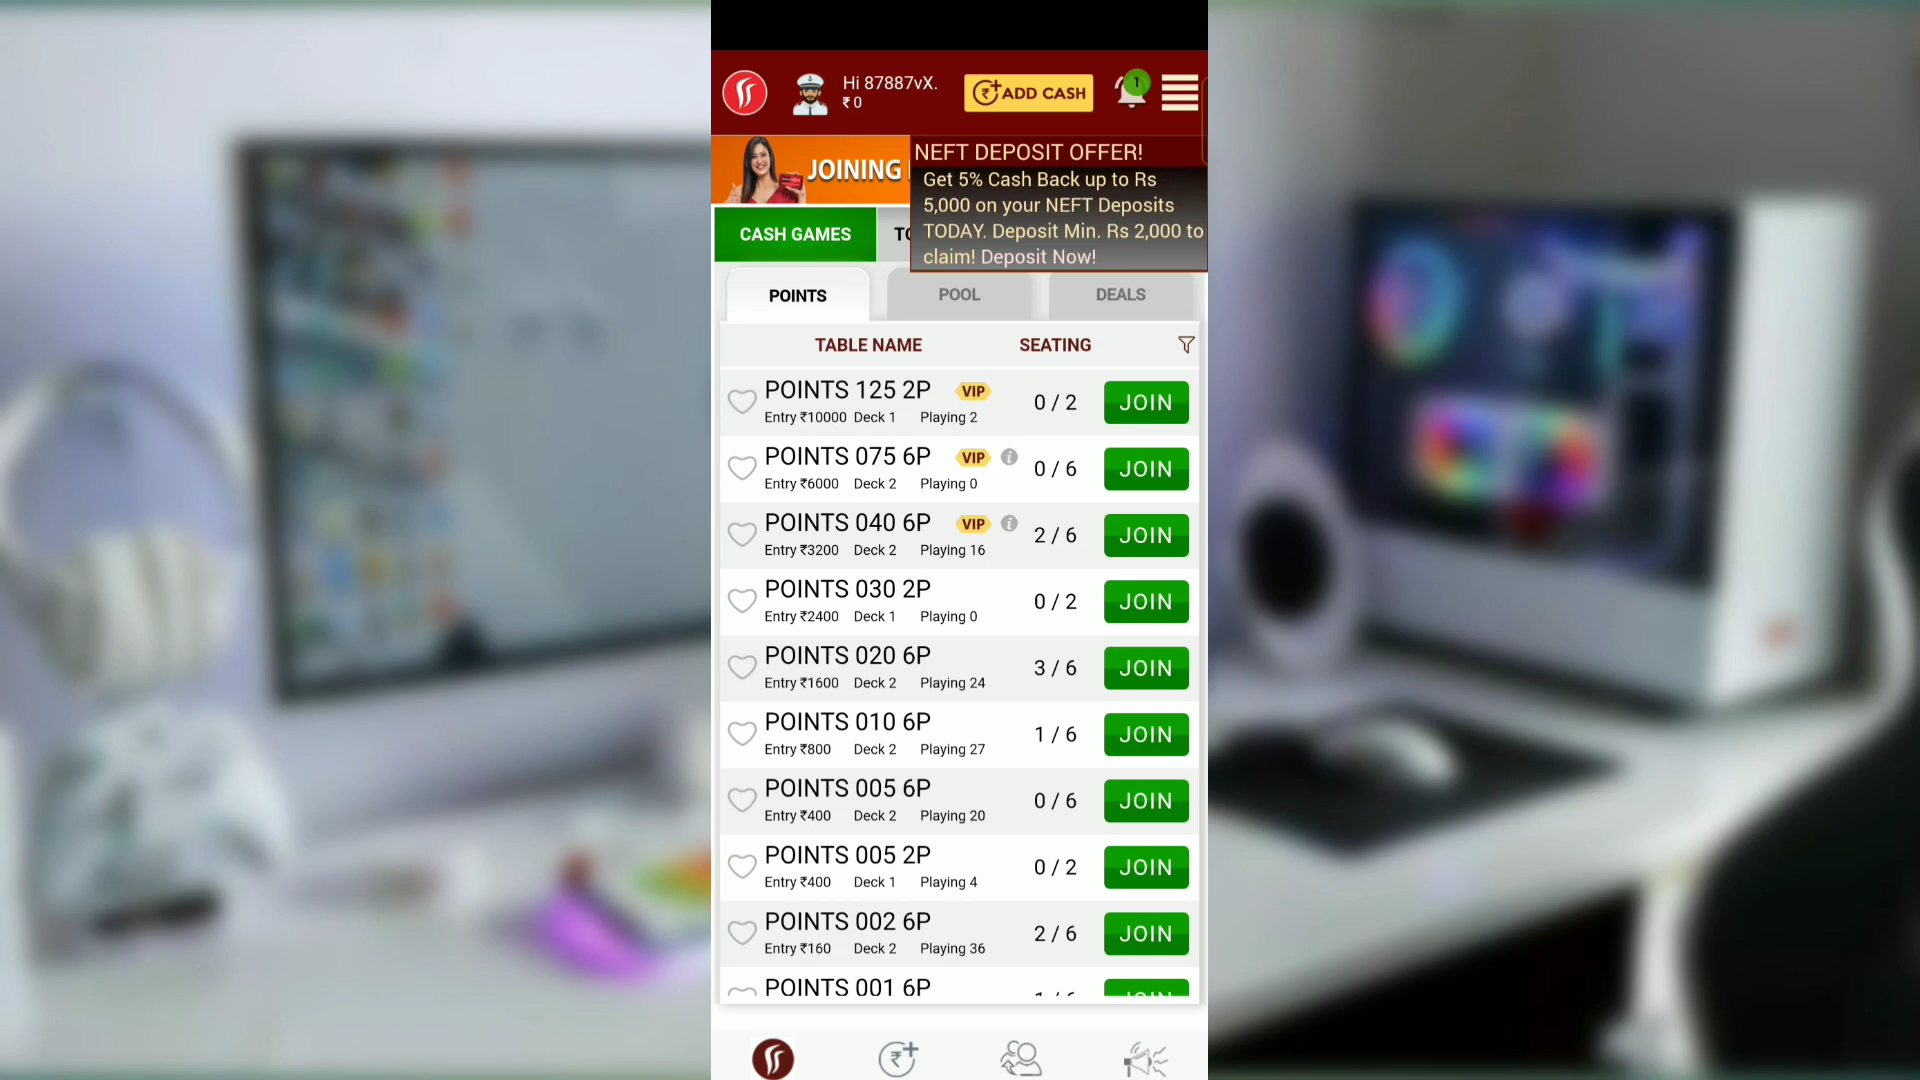 Hi 87887vX.
₹ 0
ADD CASH
1
JOINING
NEFT DEPOSIT OFFER!
Get 5% Cash Back up to Rs
5,000 on your NEFT Deposits
TODAY. Deposit Min. Rs 2,000 to
claim! Deposit Now!
CASH GAMES
POINTS POOL DEALS
TABLE NAME SEATING
POINTS 125 2P VIP 0 / 2 JOIN
Entry ₹10000 Deck 1 Playing 2
POINTS 075 6P VIP i 0 / 6 JOIN
Entry ₹6000 Deck 2 Playing 0
POINTS 040 6P VIP i 2 / 6 JOIN
Entry ₹3200 Deck 2 Playing 16
POINTS 030 2P 0 / 2 JOIN
Entry ₹2400 Deck 1 Playing 0
POINTS 020 6P 3 / 6 JOIN
Entry ₹1600 Deck 2 Playing 24
POINTS 010 6P 1 / 6 JOIN
Entry ₹800 Deck 2 Playing 27
POINTS 005 6P 0 / 6 JOIN
Entry ₹400 Deck 2 Playing 20
POINTS 005 2P 0 / 2 JOIN
Entry ₹400 Deck 1 Playing 4
POINTS 002 6P 2 / 6 JOIN
Entry ₹160 Deck 2 Playing 36
POINTS 001 6P 1 / 6 JOIN